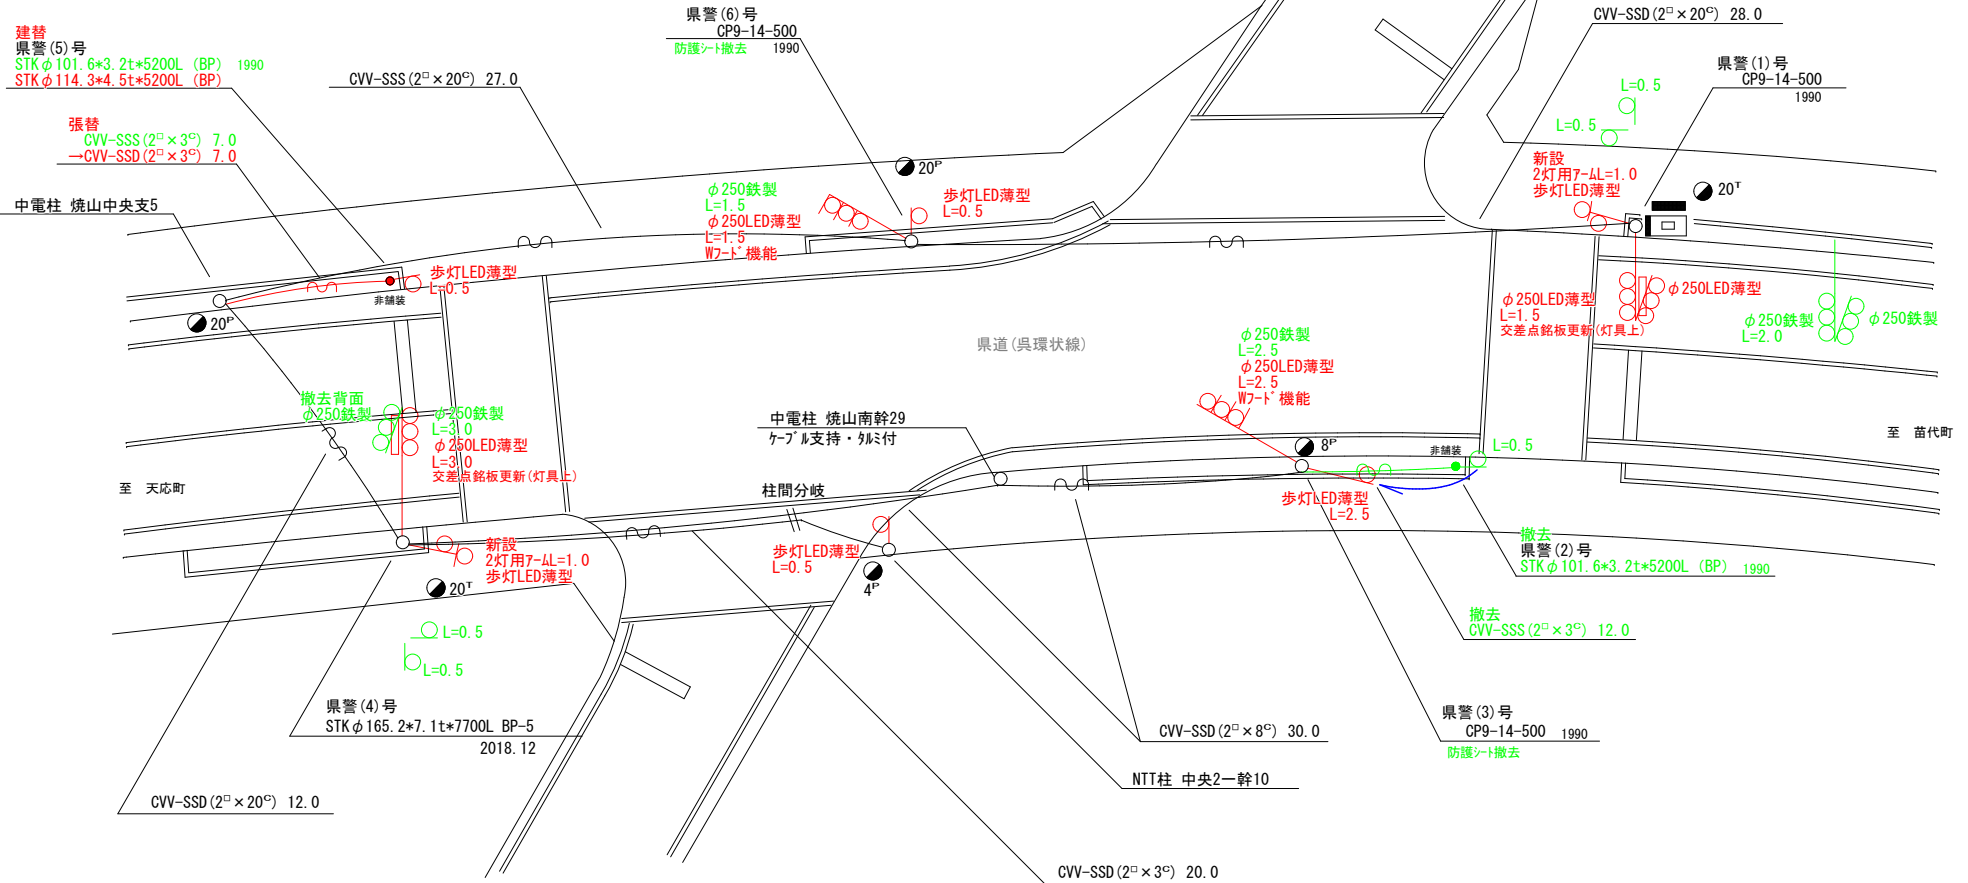 建替
県警(5)号
STKφ101.6*3.2t*5200L (BP) 1990
STKφ114.3*4.5t*5200L (BP)
張替
CVV-SSS(2□×3C) 7.0
→CVV-SSD(2□×3C) 7.0
中電柱 焼山中央支5
CVV-SSS(2□×20C) 27.0
県警(6)号
CP9-14-500
防護シート撤去 1990
20P
φ250鉄製
L=1.5
φ250LED薄型
L=1.5
Wフード機能
歩灯LED薄型
L=0.5
CVV-SSD(2□×20C) 28.0
県警(1)号
CP9-14-500
1990
L=0.5
L=0.5
新設
2灯用アームL=1.0
歩灯LED薄型
20T
歩灯LED薄型
L=0.5
非舗装
20P
φ250LED薄型
L=1.5
交差点銘板更新(灯具上)
φ250LED薄型
φ250鉄製
L=2.0
φ250鉄製
県道(呉環状線)
φ250鉄製
L=2.5
φ250LED薄型
L=2.5
Wフード機能
撤去背面
φ250鉄製
φ250鉄製
L=3.0
φ250LED薄型
L=3.0
交差点銘板更新(灯具上)
中電柱 焼山南幹29
ケーブル支持・タルミ付
8P
非舗装
L=0.5
至 苗代町
至 天応町
柱間分岐
歩灯LED薄型
L=2.5
新設
2灯用アームL=1.0
歩灯LED薄型
歩灯LED薄型
L=0.5
撤去
県警(2)号
STKφ101.6*3.2t*5200L (BP) 1990
20T
4P
L=0.5
L=0.5
撤去
CVV-SSS(2□×3C) 12.0
県警(4)号
STKφ165.2*7.1t*7700L BP-5
2018.12
県警(3)号
CP9-14-500 1990
防護シート撤去
CVV-SSD(2□×8C) 30.0
NTT柱 中央2一幹10
CVV-SSD(2□×20C) 12.0
CVV-SSD(2□×3C) 20.0